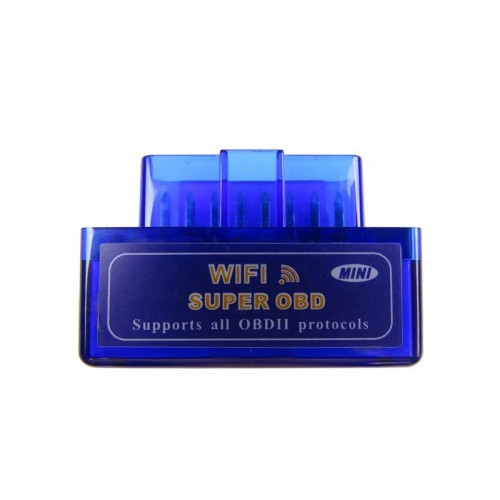 WIFI
MINI
SUPER OBD
Supports all OBDII protocols